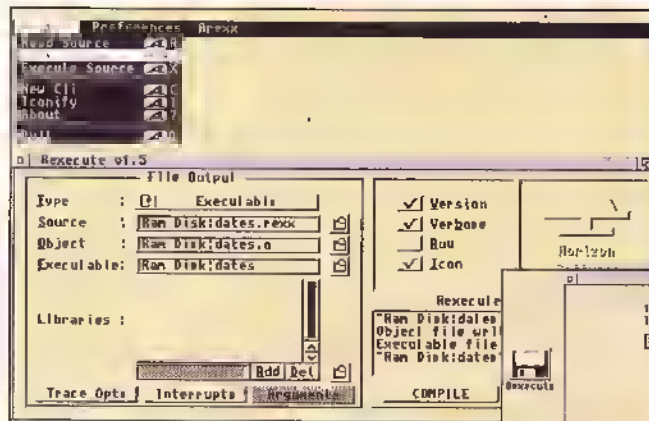 Preferences Arexx
Read Source R
Execute Source X
New Cli C
Iconify I
About ?
Quit Q
Rexecute v1.5
File Output
Type : Executable
Source : Ram Disk:dates.rexx
Object : Ram Disk:dates.o
Executable: Ram Disk:dates
Libraries :
Add Del
Trace Opts Interrupts Arguments
Version
Verbose
Icon
Horizon
Rexecute
"Ram Disk:dates
Object file wri
Executable file
"Ram Disk:dates"
COMPILE
Rexecute